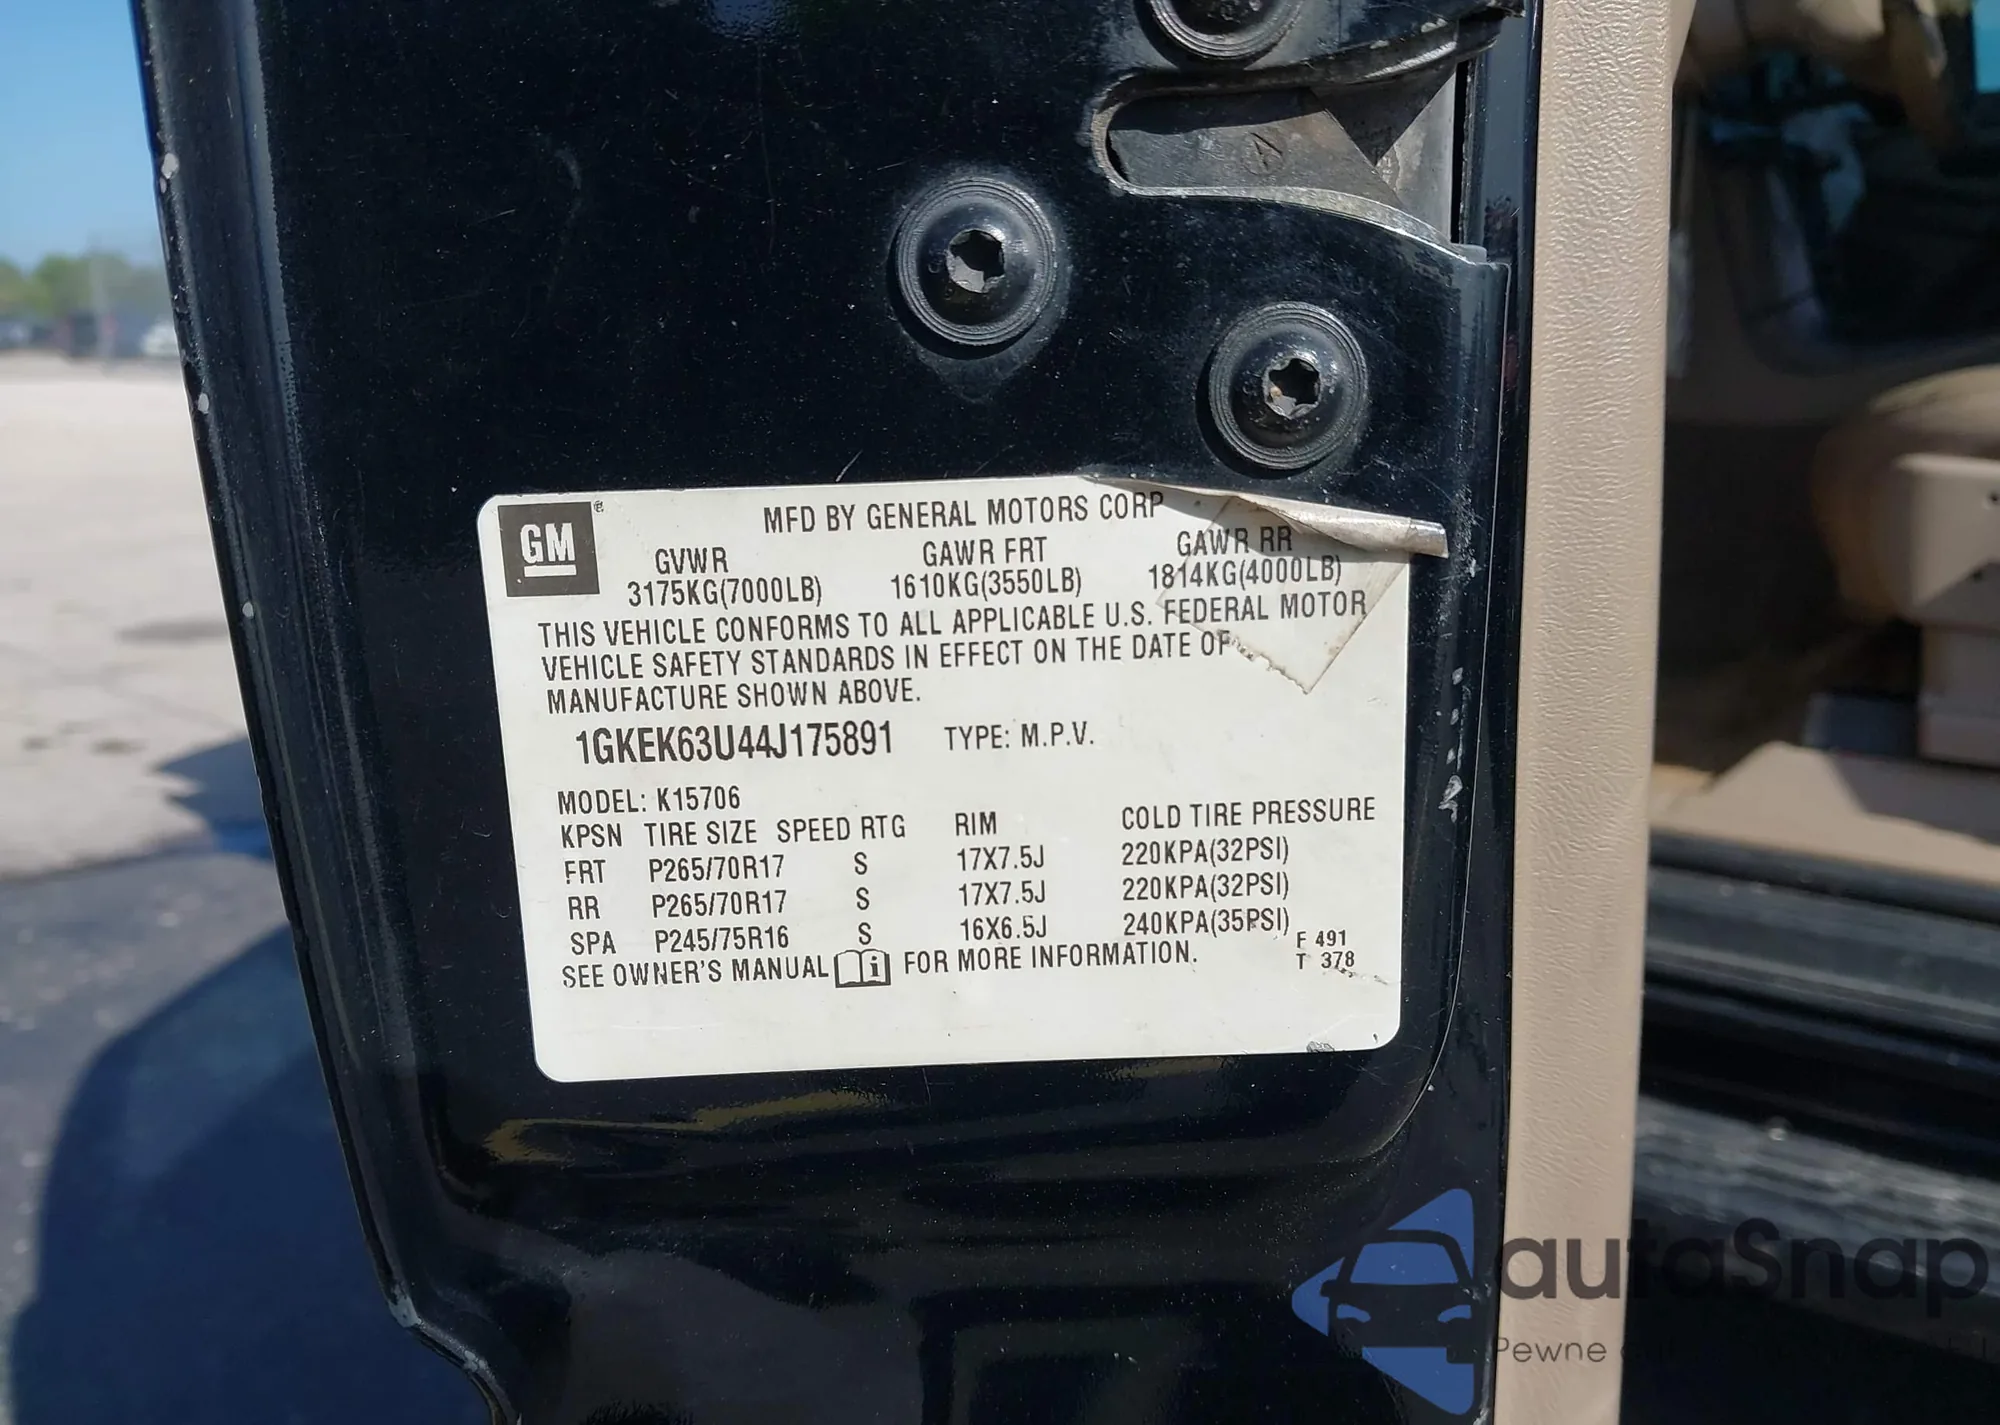 GM
MFD BY GENERAL MOTORS CORP
GVWR GAWR FRT GAWR RR
3175KG(7000LB) 1610KG(3550LB) 1814KG(4000LB)
THIS VEHICLE CONFORMS TO ALL APPLICABLE U.S. FEDERAL MOTOR
VEHICLE SAFETY STANDARDS IN EFFECT ON THE DATE OF
MANUFACTURE SHOWN ABOVE.
1GKEK63U44J175891 TYPE: M.P.V.
MODEL: K15706
KPSN TIRE SIZE SPEED RTG RIM COLD TIRE PRESSURE
FRT P265/70R17 S 17X7.5J 220KPA(32PSI)
RR P265/70R17 S 17X7.5J 220KPA(32PSI)
SPA P245/75R16 S 16X6.5J 240KPA(35PSI)
SEE OWNER'S MANUAL FOR MORE INFORMATION.
F 491
T 378
autaSnap
Pewne